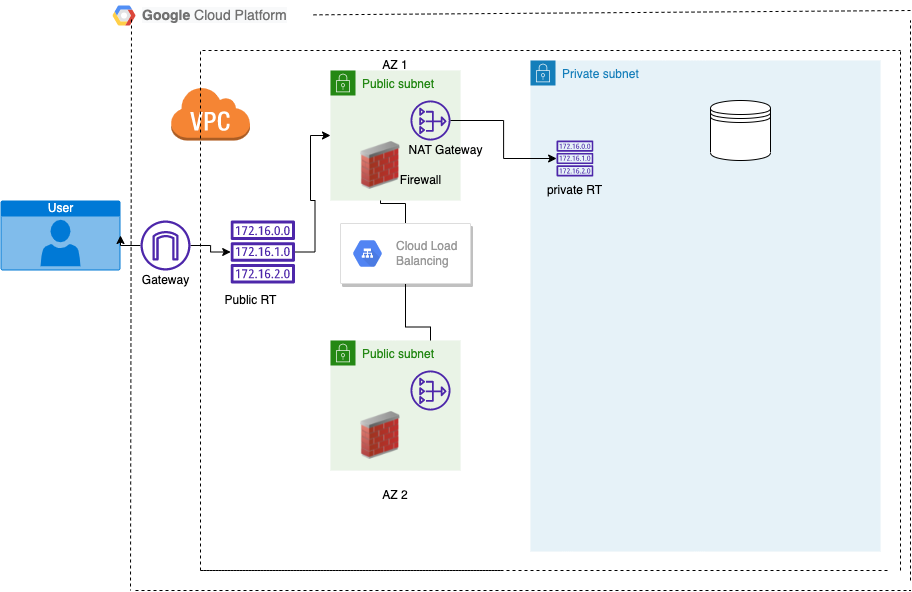 Google Cloud Platform
AZ 1
Public subnet
Private subnet
VPC
NAT Gateway
172.16.0.0
172.16.1.0
172.16.2.0
private RT
Firewall
User
172.16.0.0
172.16.1.0
172.16.2.0
Gateway
Public RT
Cloud Load
Balancing
Public subnet
AZ 2